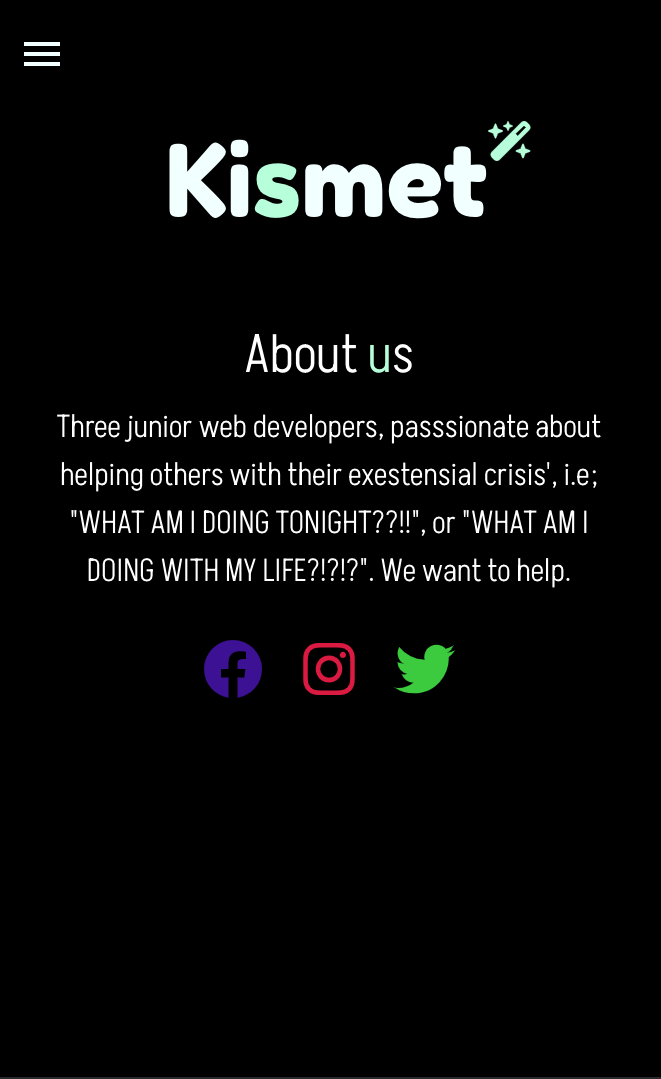 Kismet
About us
Three junior web developers, passsionate about
helping others with their exestensial crisis', i.e;
"WHAT AM I DOING TONIGHT??!!", or "WHAT AM I
DOING WITH MY LIFE?!?!?". We want to help.